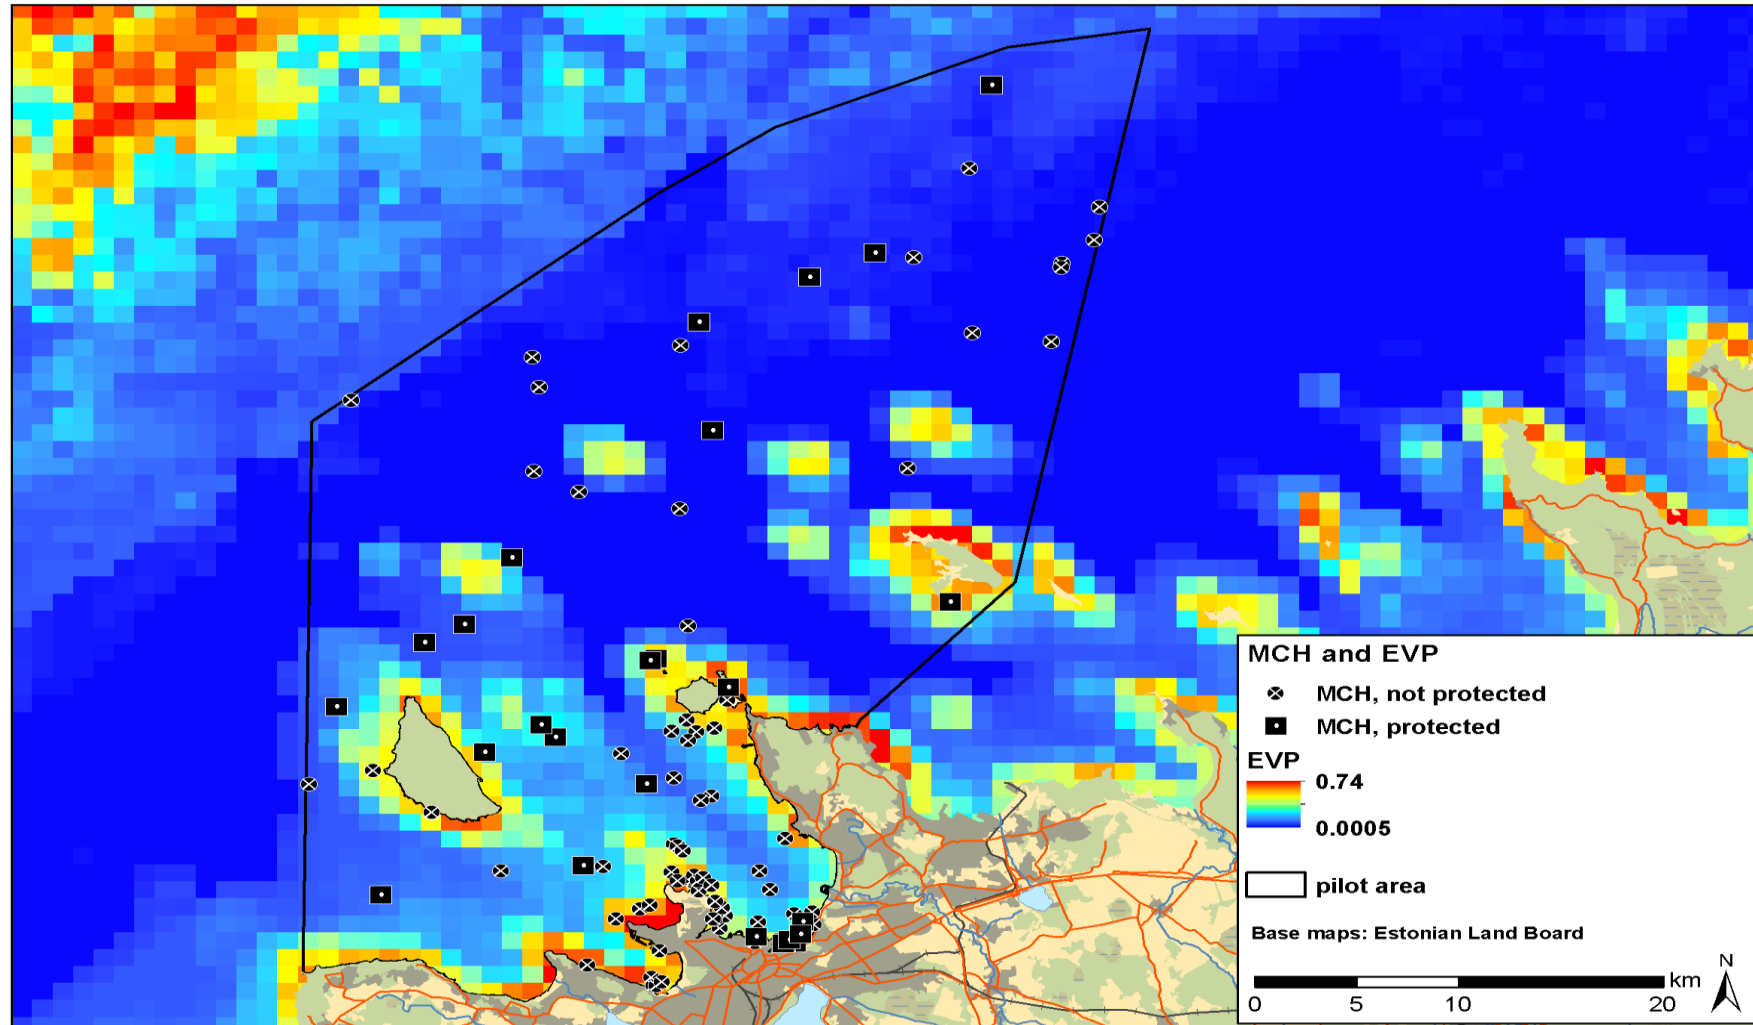 MCH and EVP
MCH, not protected
MCH, protected
EVP
0.74
0.0005
pilot area
Base maps: Estonian Land Board
N
km
0 5 10 20